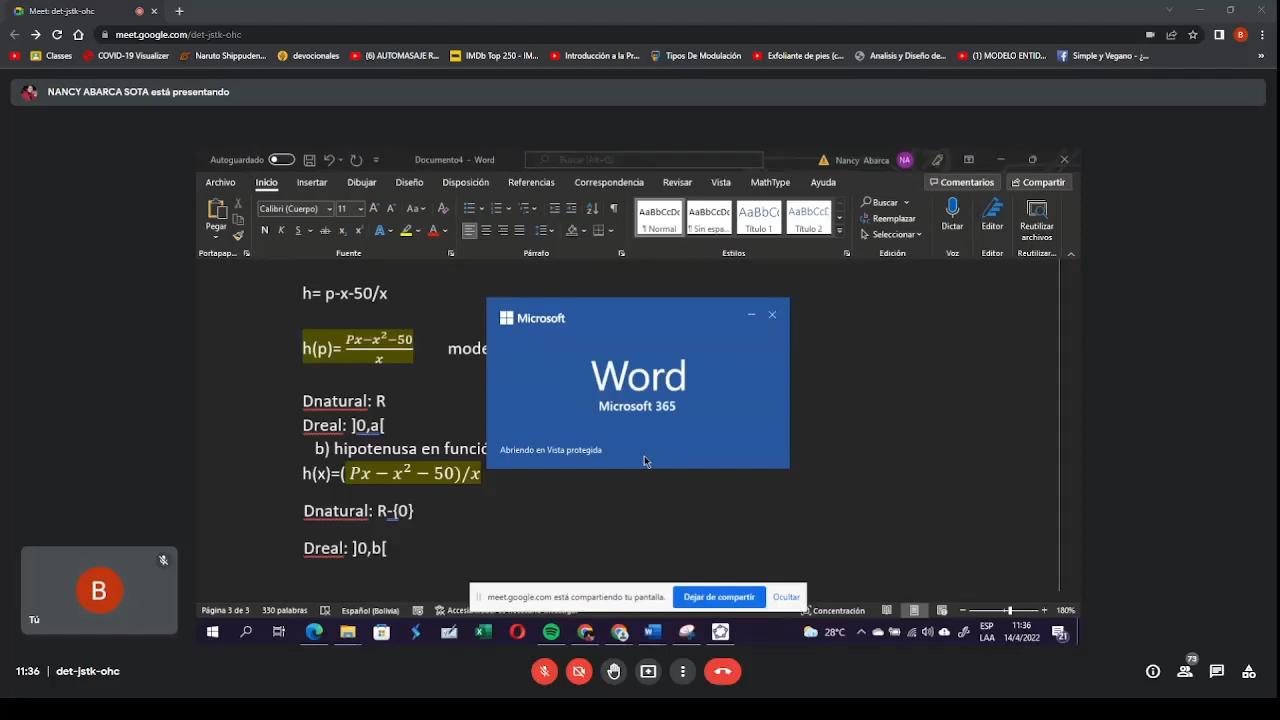 Meet: det-jstk-ohc
meet.google.com/det-jstk-ohc
Classes
COVID-19 Visualizer
Naruto Shippuden...
devocionales
(6) AUTOMASAJE R...
IMDb Top 250 - IM...
Introducción a la Pr...
Tipos De Modulación
Exfoliante de pies (c...
Analisis y Diseño de...
(1) MODELO ENTID...
Simple y Vegano - ¿...
B
NANCY ABARCA SOTA está presentando
Autoguardado
Documento4 - Word
Buscar (Alt+Q)
Nancy Abarca
NA
Archivo Inicio Insertar Dibujar Diseño Disposición Referencias Correspondencia Revisar Vista MathType Ayuda
Comentarios
Compartir
Pegar
Calibri (Cuerpo) 11
N K S
AaBbCcDc AaBbCcDc AaBbC AaBbCcD
¶ Normal ¶ Sin espa... Título 1 Título 2
Buscar
Reemplazar
Seleccionar
Dictar
Editor
Reutilizar archivos
Portapap... Fuente Párrafo Estilos Edición Voz Editor Reutilizar...
h= p-x-50/x
h(p)= (Px−x²−50)/x mode
Dnatural: R
Dreal: ]0,a[
b) hipotenusa en funció
h(x)=(Px − x² − 50)/x
Dnatural: R-{0}
Dreal: ]0,b[
Microsoft
Word
Microsoft 365
Abriendo en Vista protegida
B
Tú
meet.google.com está compartiendo tu pantalla.
Dejar de compartir
Ocultar
Página 3 de 3 330 palabras Español (Bolivia)
Concentración
180%
28°C
ESP
LAA
11:36
14/4/2022
21
11:36 | det-jstk-ohc
73